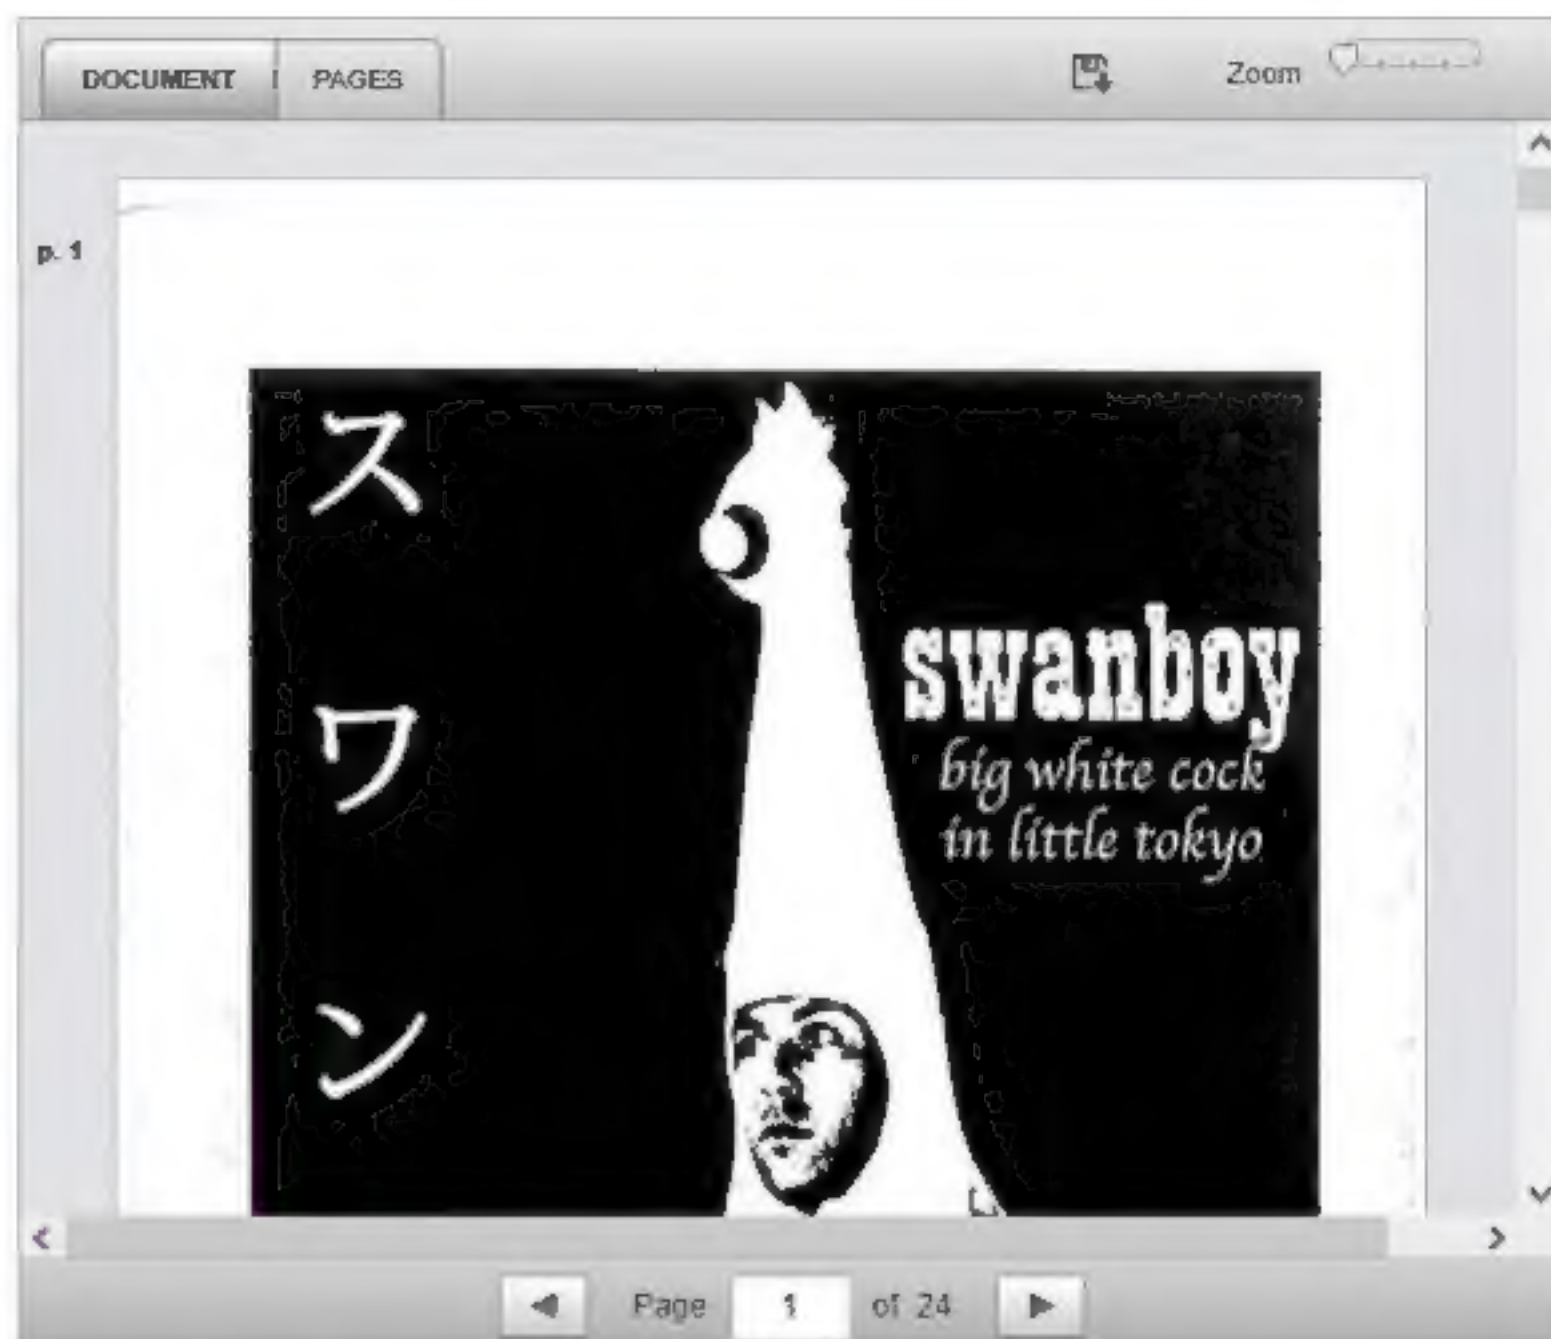 DOCUMENT PAGES
Zoom
p. 1
スワン
swanboy
big white cock
in little tokyo
Page 1 of 24